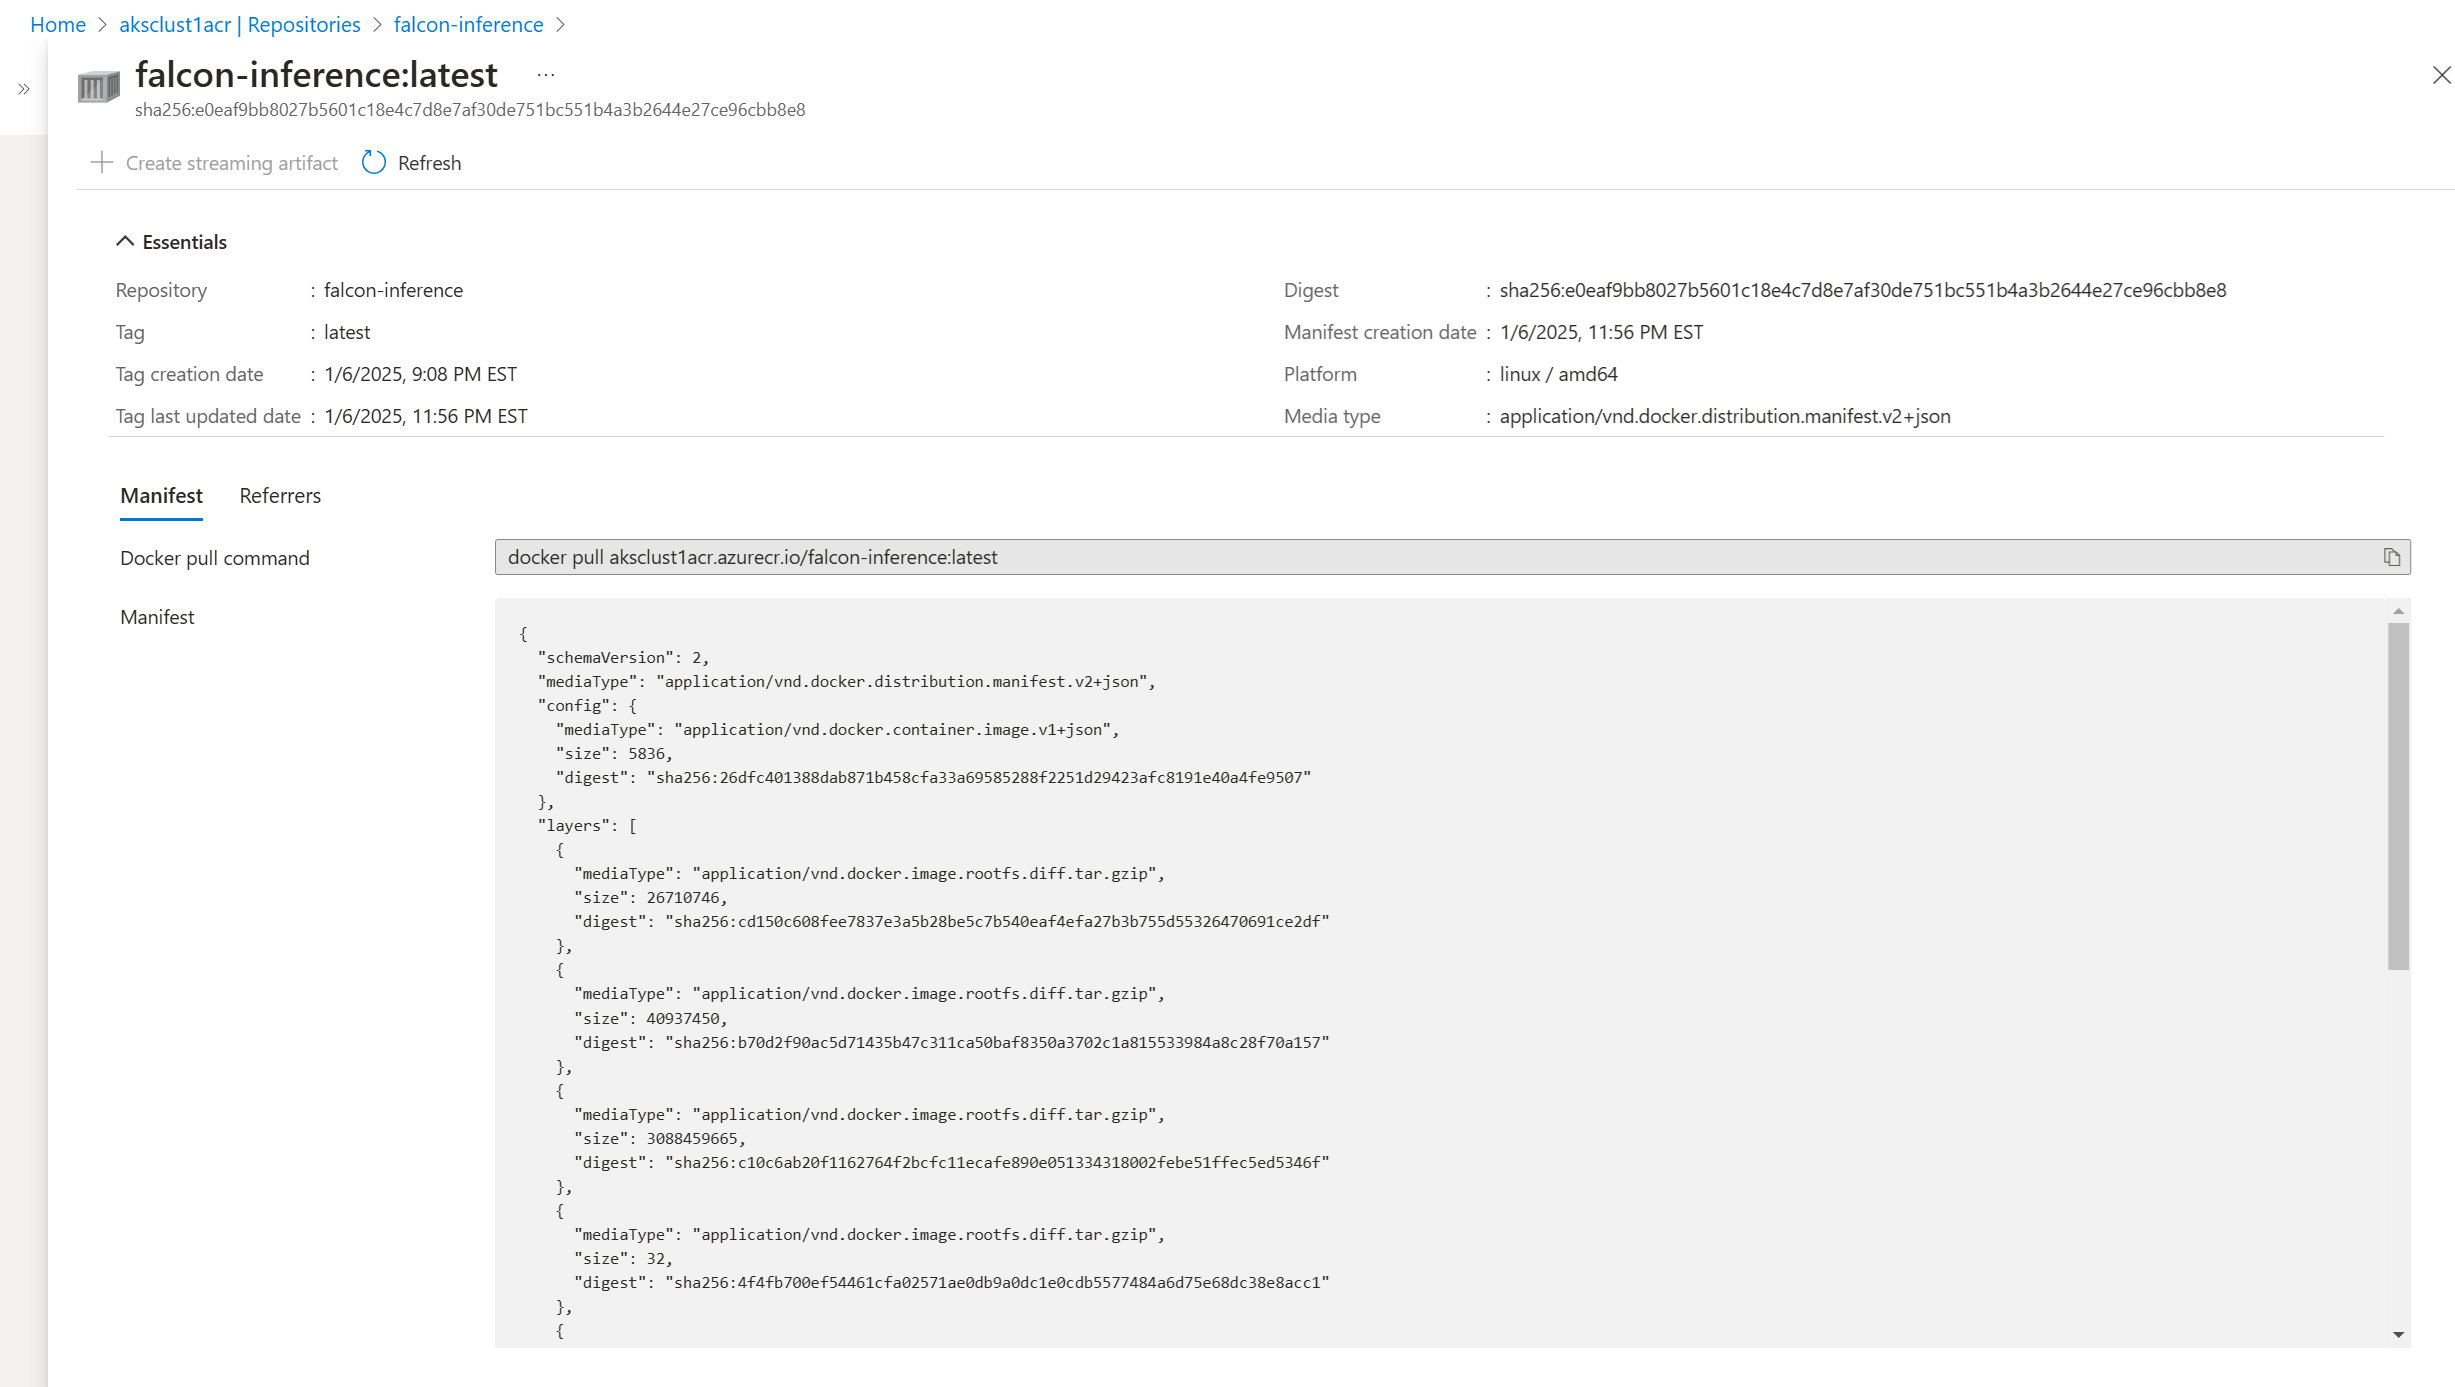 Home > aksclust1acr | Repositories > falcon-inference >
falcon-inference:latest ...
sha256:e0eaf9bb8027b5601c18e4c7d8e7af30de751bc551b4a3b2644e27ce96cbb8e8
Create streaming artifact Refresh
Essentials
Repository : falcon-inference
Tag : latest
Tag creation date : 1/6/2025, 9:08 PM EST
Tag last updated date : 1/6/2025, 11:56 PM EST
Digest : sha256:e0eaf9bb8027b5601c18e4c7d8e7af30de751bc551b4a3b2644e27ce96cbb8e8
Manifest creation date : 1/6/2025, 11:56 PM EST
Platform : linux / amd64
Media type : application/vnd.docker.distribution.manifest.v2+json
Manifest Referrers
Docker pull command
docker pull aksclust1acr.azurecr.io/falcon-inference:latest
Manifest
{
"schemaVersion": 2,
"mediaType": "application/vnd.docker.distribution.manifest.v2+json",
"config": {
"mediaType": "application/vnd.docker.container.image.v1+json",
"size": 5836,
"digest": "sha256:26dfc401388dab871b458cfa33a69585288f2251d29423afc8191e40a4fe9507"
},
"layers": [
{
"mediaType": "application/vnd.docker.image.rootfs.diff.tar.gzip",
"size": 26710746,
"digest": "sha256:cd150c608fee7837e3a5b28be5c7b540eaf4efa27b3b755d55326470691ce2df"
},
{
"mediaType": "application/vnd.docker.image.rootfs.diff.tar.gzip",
"size": 40937450,
"digest": "sha256:b70d2f90ac5d71435b47c311ca50baf8350a3702c1a815533984a8c28f70a157"
},
{
"mediaType": "application/vnd.docker.image.rootfs.diff.tar.gzip",
"size": 3088459665,
"digest": "sha256:c10c6ab20f1162764f2bcfc11ecafe890e051334318002febe51ffec5ed5346f"
},
{
"mediaType": "application/vnd.docker.image.rootfs.diff.tar.gzip",
"size": 32,
"digest": "sha256:4f4fb700ef54461cfa02571ae0db9a0dc1e0cdb5577484a6d75e68dc38e8acc1"
},
{